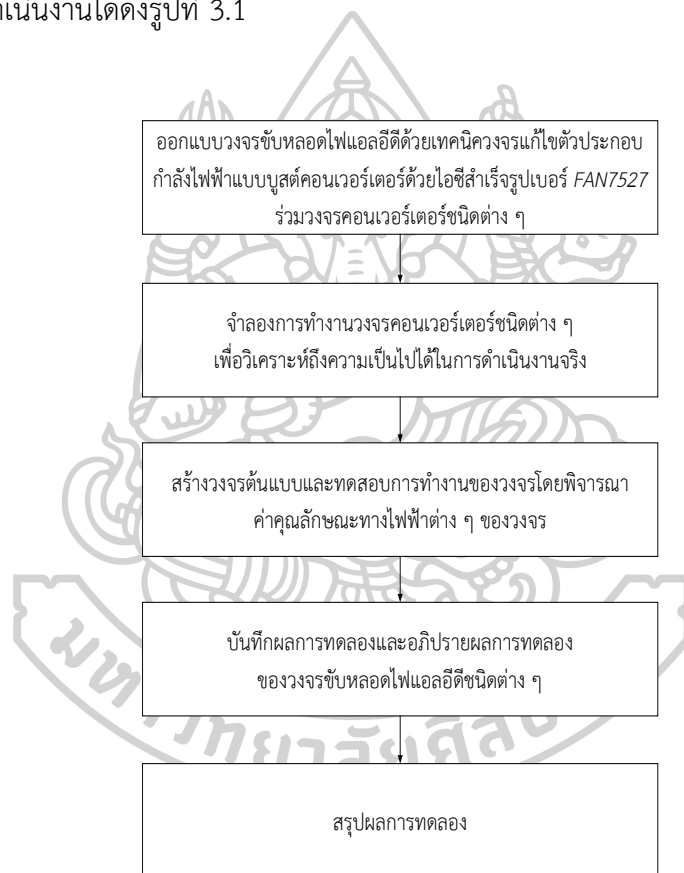 เนินงานได้ดังรูปที่ 3.1
ออกแบบวงจรขับหลอดไฟแอลอีดีด้วยเทคนิควงจรแก้ไขตัวประกอบ
กำลังไฟฟ้าแบบบูสต์คอนเวอร์เตอร์ด้วยไอซีสำเร็จรูปเบอร์ FAN7527
ร่วมวงจรคอนเวอร์เตอร์ชนิดต่าง ๆ
จำลองการทำงานวงจรคอนเวอร์เตอร์ชนิดต่าง ๆ
เพื่อวิเคราะห์ถึงความเป็นไปได้ในการดำเนินงานจริง
สร้างวงจรต้นแบบและทดสอบการทำงานของวงจรโดยพิจารณา
ค่าคุณลักษณะทางไฟฟ้าต่าง ๆ ของวงจร
บันทึกผลการทดลองและอภิปรายผลการทดลอง
ของวงจรขับหลอดไฟแอลอีดีชนิดต่าง ๆ
สรุปผลการทดลอง